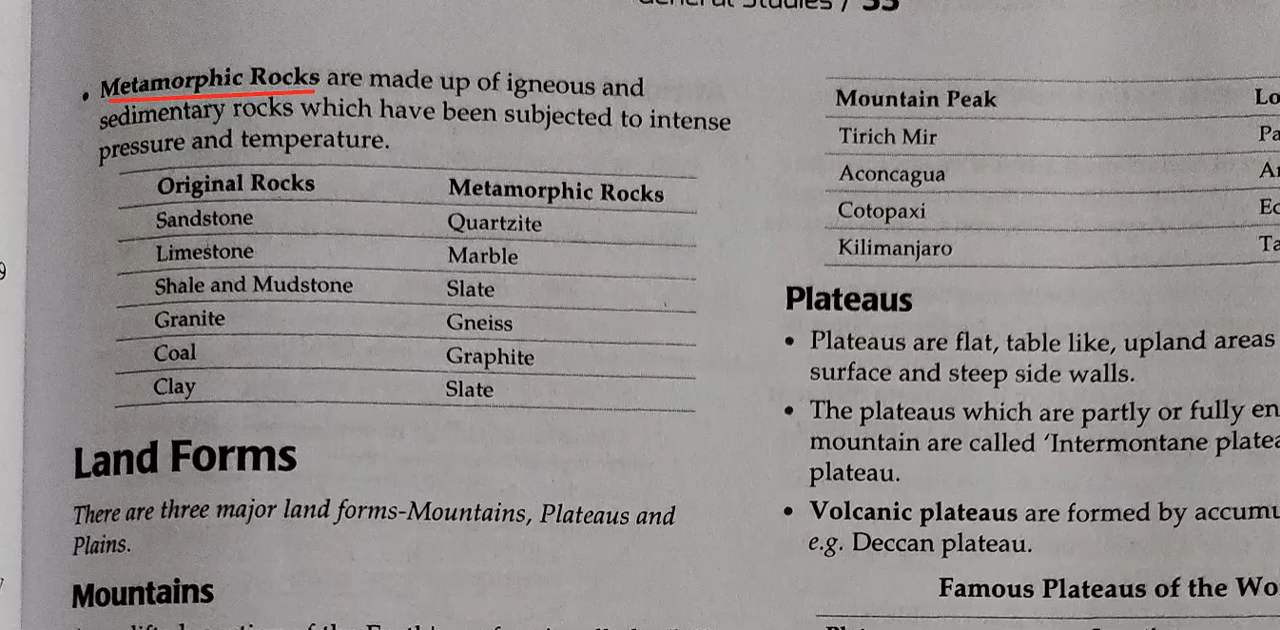 General Studies / 33
• Metamorphic Rocks are made up of igneous and
sedimentary rocks which have been subjected to intense
pressure and temperature.
Original Rocks Metamorphic Rocks
Sandstone Quartzite
Limestone Marble
Shale and Mudstone Slate
Granite Gneiss
Coal Graphite
Clay Slate
Land Forms
There are three major land forms-Mountains, Plateaus and
Plains.
Mountains
Mountain Peak
Tirich Mir
Aconcagua
Cotopaxi
Kilimanjaro
Plateaus
• Plateaus are flat, table like, upland areas
surface and steep side walls.
• The plateaus which are partly or fully
mountain are called 'Intermontane
plateau.
• Volcanic plateaus are formed by
e.g. Deccan plateau.
Famous Plateaus of the